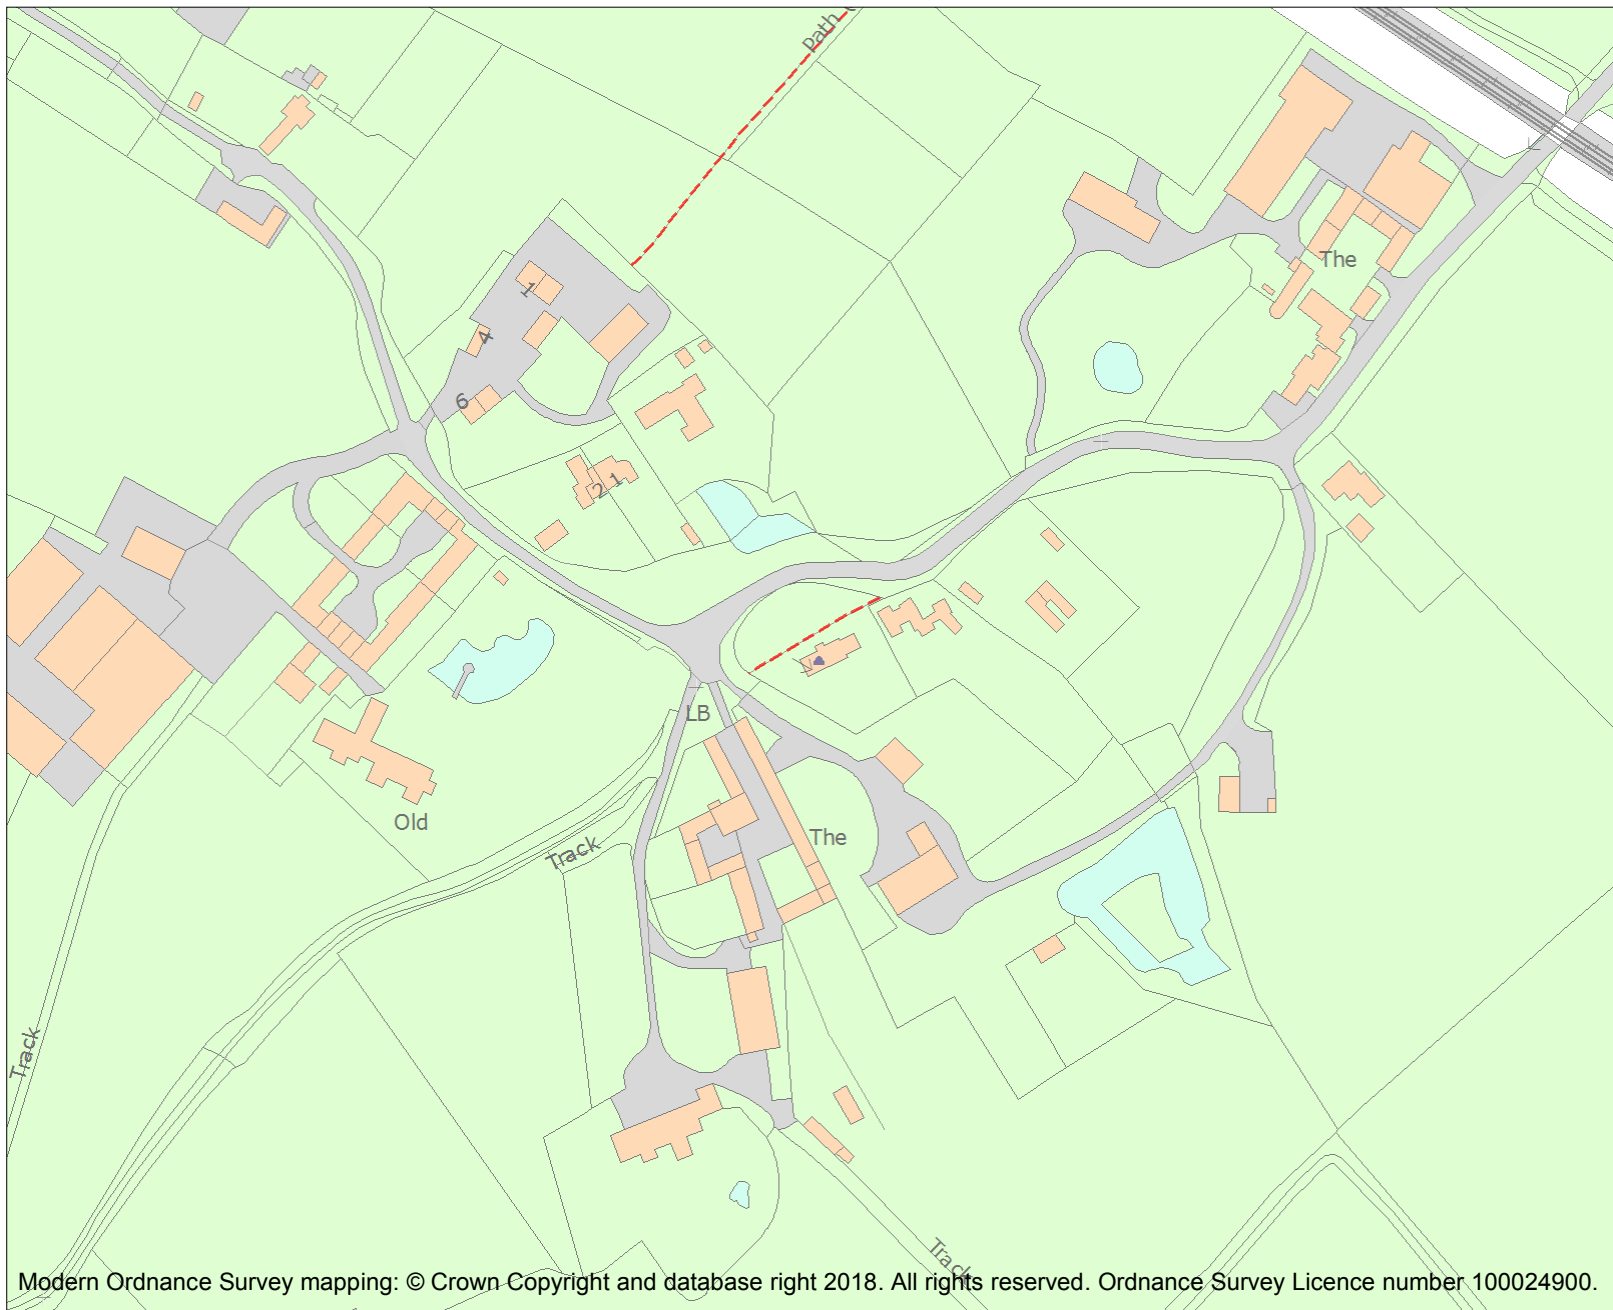 Path
The
1
4
6
2 1
LB
Old
The
Track
Track
Track
Modern Ordnance Survey mapping: © Crown Copyright and database right 2018. All rights reserved. Ordnance Survey Licence number 100024900.